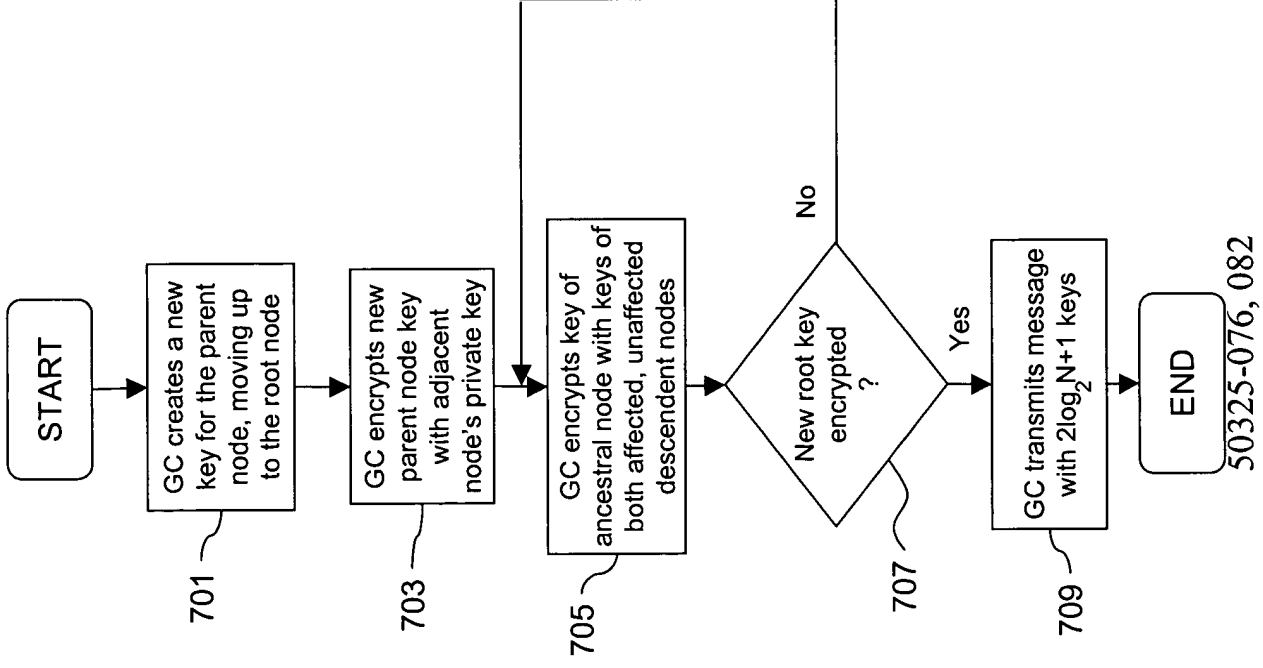 START
GC creates a new
key for the parent
node, moving up
to the root node
701
GC encrypts new
parent node key
with adjacent
node's private key
703
GC encrypts key of
ancestral node with keys of
both affected, unaffected
descendent nodes
705
New root key
encrypted
?
707
No
Yes
GC transmits message
with 2log₂N+1 keys
709
END
50325-076, 082